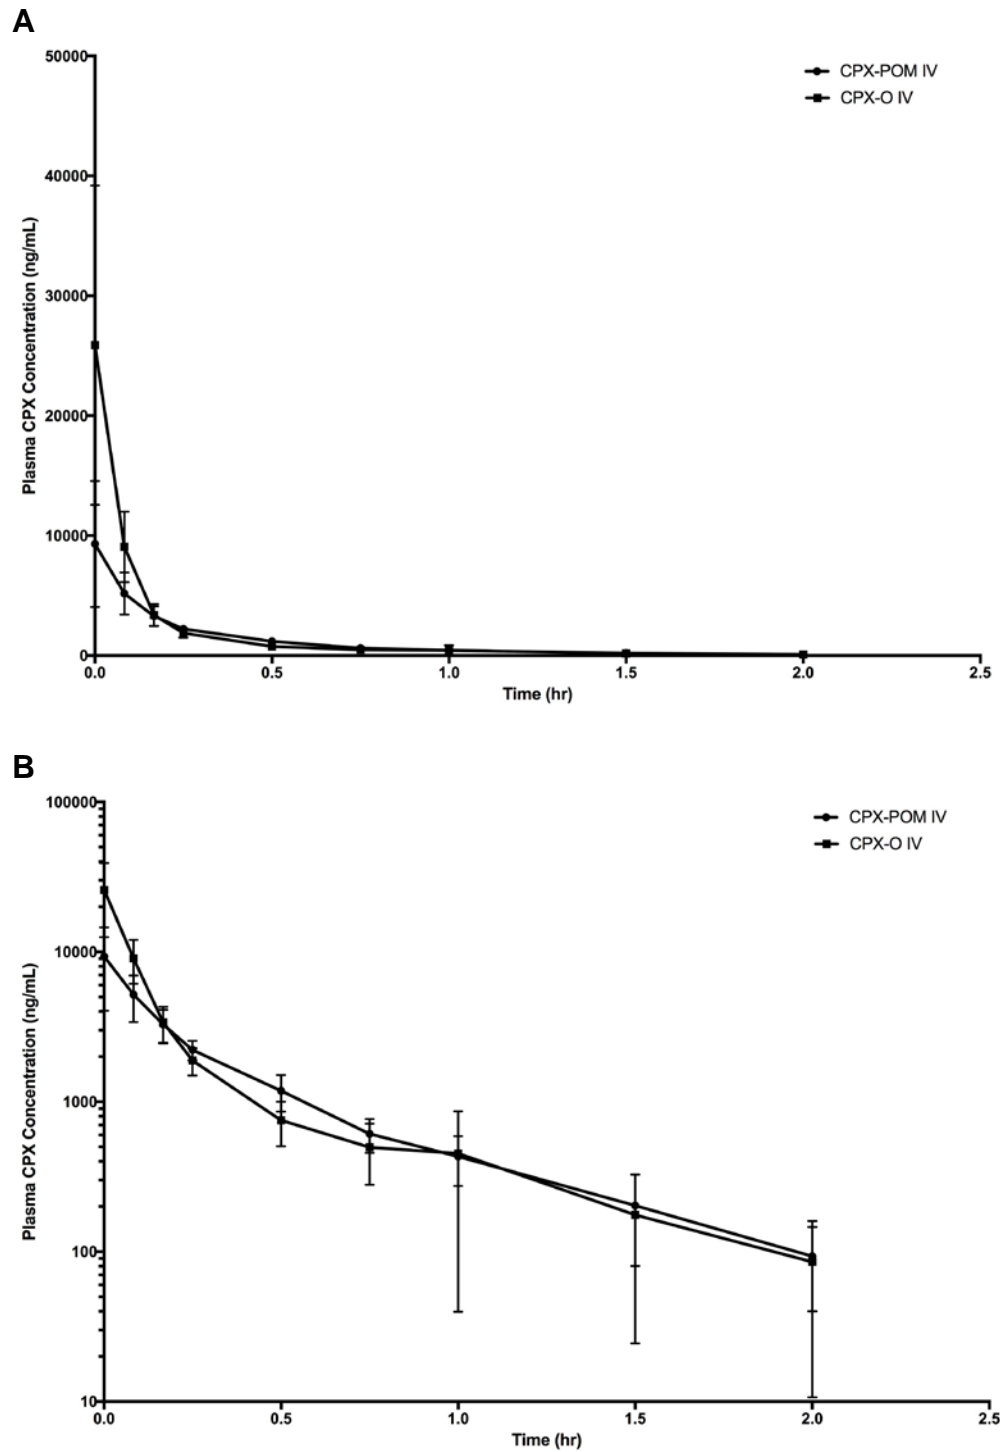 A
50000
40000
30000
20000
10000
0
Plasma CPX Concentration (ng/mL)
CPX-POM IV
CPX-O IV
0.0 0.5 1.0 1.5 2.0 2.5
Time (hr)
B
100000
10000
1000
100
10
Plasma CPX Concentration (ng/mL)
CPX-POM IV
CPX-O IV
0.0 0.5 1.0 1.5 2.0 2.5
Time (hr)